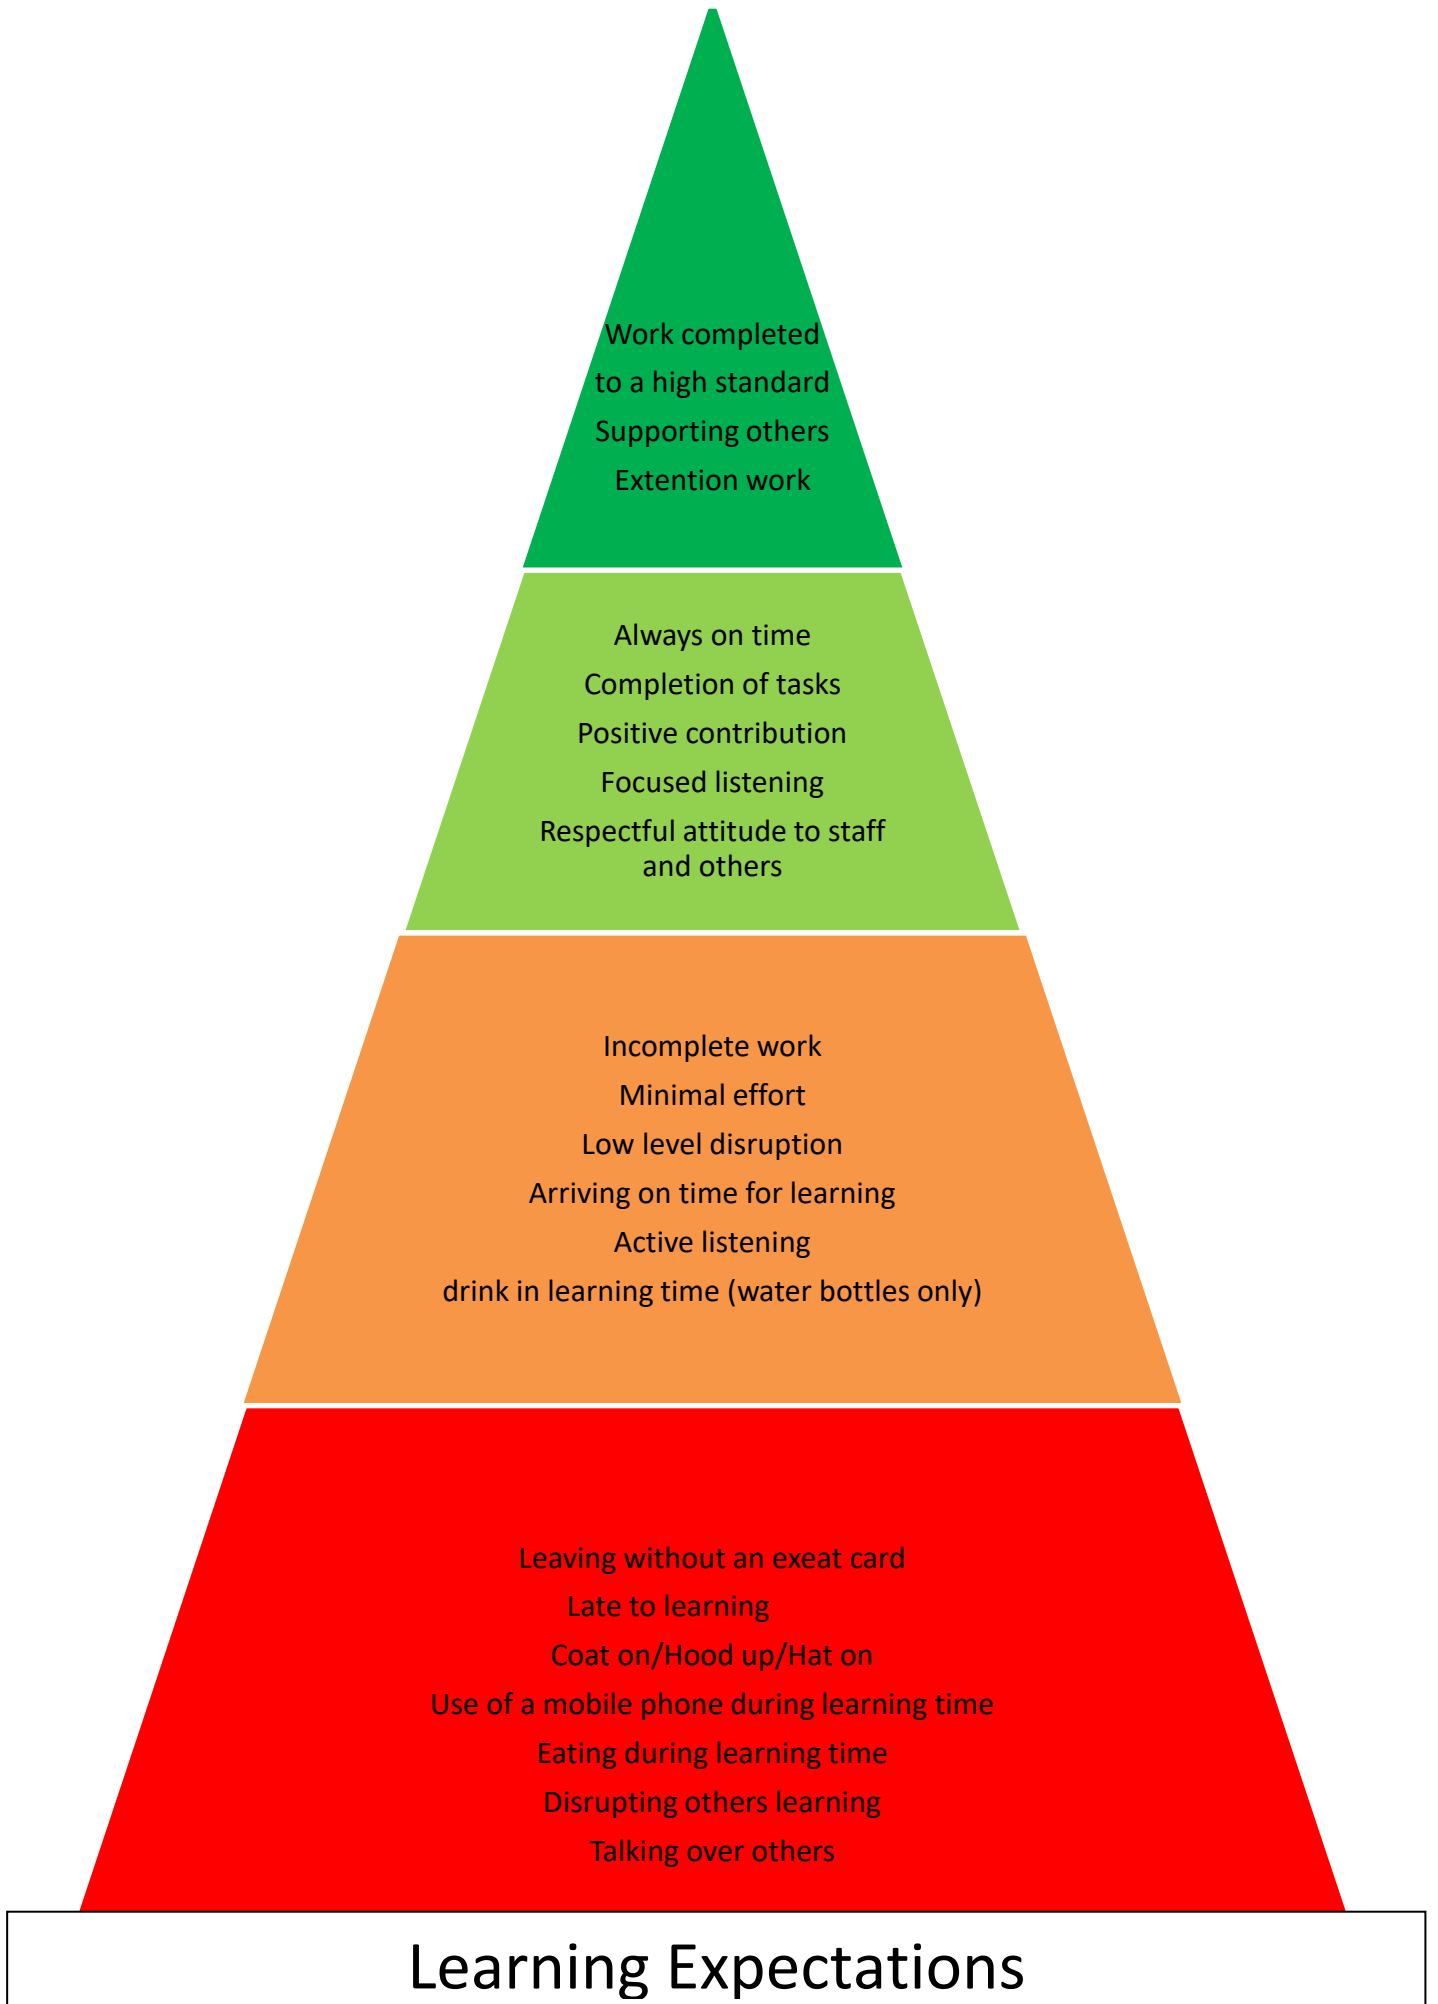 Work completed
to a high standard
Supporting others
Extention work
Always on time
Completion of tasks
Positive contribution
Focused listening
Respectful attitude to staff
and others
Incomplete work
Minimal effort
Low level disruption
Arriving on time for learning
Active listening
drink in learning time (water bottles only)
Leaving without an exeat card
Late to learning
Coat on/Hood up/Hat on
Use of a mobile phone during learning time
Eating during learning time
Disrupting others learning
Talking over others
Learning Expectations